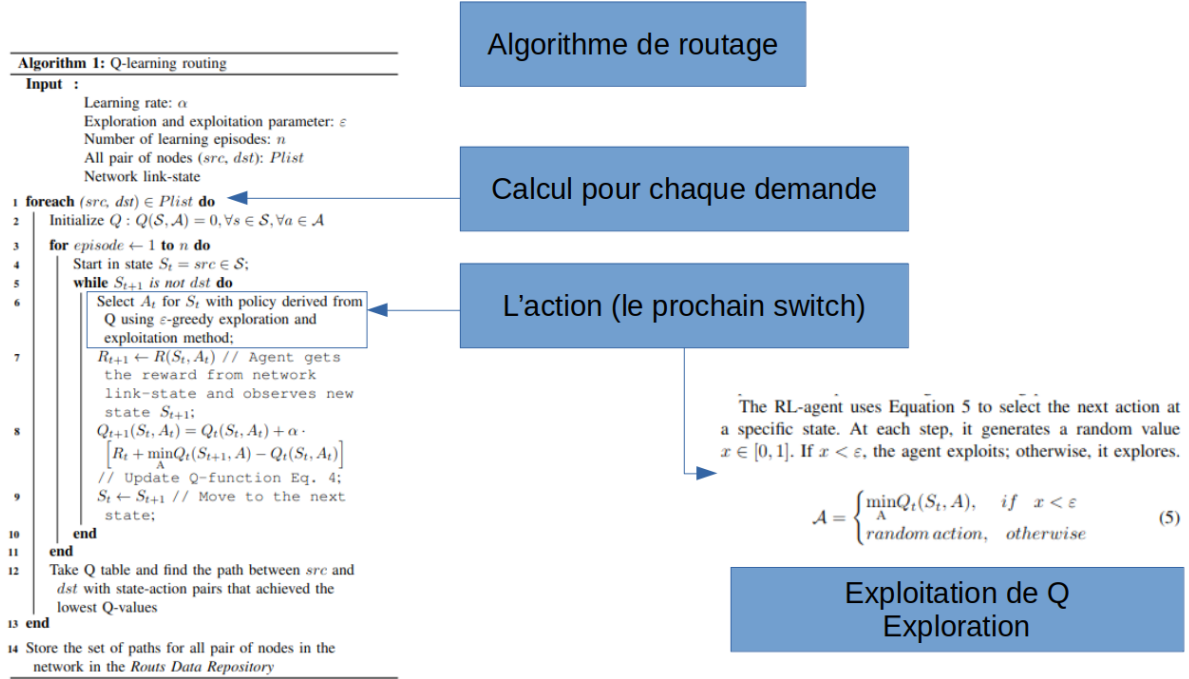 Algorithme de routage
Algorithm 1: Q-learning routing
Input :
Learning rate: α
Exploration and exploitation parameter: ε
Number of learning episodes: n
All pair of nodes (src, dst): Plist
Network link-state
1 foreach (src, dst) ∈ Plist do
2 Initialize Q : Q(S, A) = 0, ∀s ∈ S, ∀a ∈ A
3 for episode ← 1 to n do
4 Start in state S_t = src ∈ S;
5 while S_{t+1} is not dst do
6 Select A_t for S_t with policy derived from
Q using ε-greedy exploration and
exploitation method;
7 R_{t+1} ← R(S_t, A_t) // Agent gets
the reward from network
link-state and observes new
state S_{t+1};
8 Q_{t+1}(S_t, A_t) = Q_t(S_t, A_t) + α ·
[R_t + min_A Q_t(S_{t+1}, A) − Q_t(S_t, A_t)]
// Update Q-function Eq. 4;
9 S_t ← S_{t+1} // Move to the next
state;
10 end
11 end
12 Take Q table and find the path between src and
dst with state-action pairs that achieved the
lowest Q-values
13 end
14 Store the set of paths for all pair of nodes in the
network in the Routs Data Repository
Calcul pour chaque demande
L'action (le prochain switch)
The RL-agent uses Equation 5 to select the next action at
a specific state. At each step, it generates a random value
x ∈ [0, 1]. If x < ε, the agent exploits; otherwise, it explores.
A = { min_A Q_t(S_t, A), if x < ε
random action, otherwise (5)
Exploitation de Q
Exploration